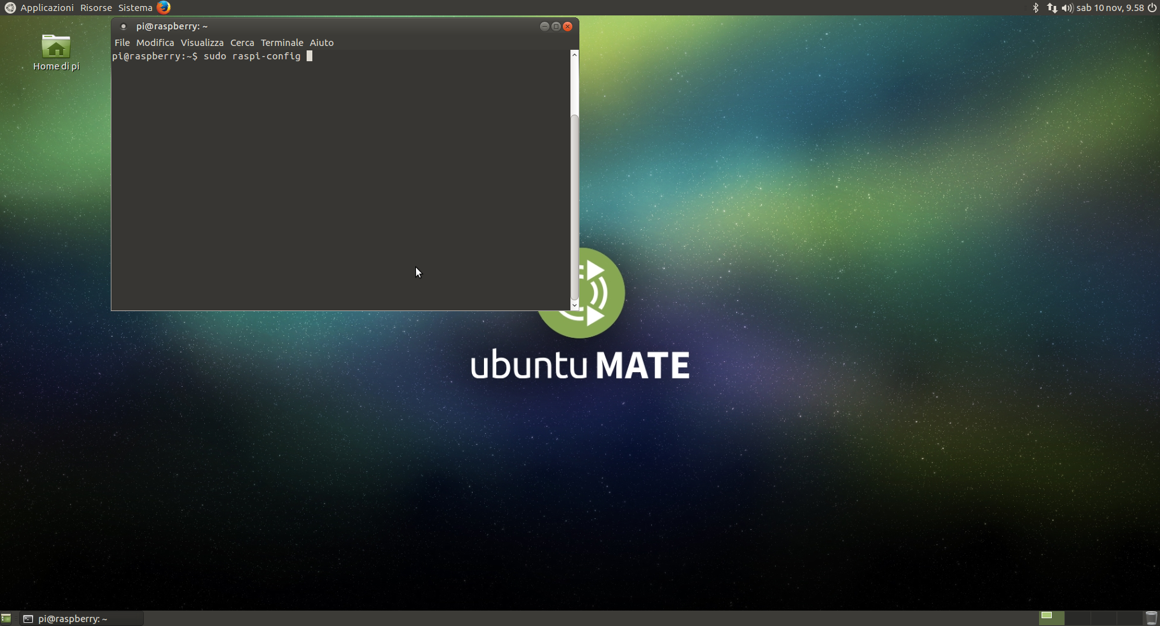 Applicazioni Risorse Sistema
sab 10 nov, 9.58
pi@raspberry: ~
File Modifica Visualizza Cerca Terminale Aiuto
pi@raspberry:~$ sudo raspi-config
Home di pi
ubuntu MATE
pi@raspberry: ~